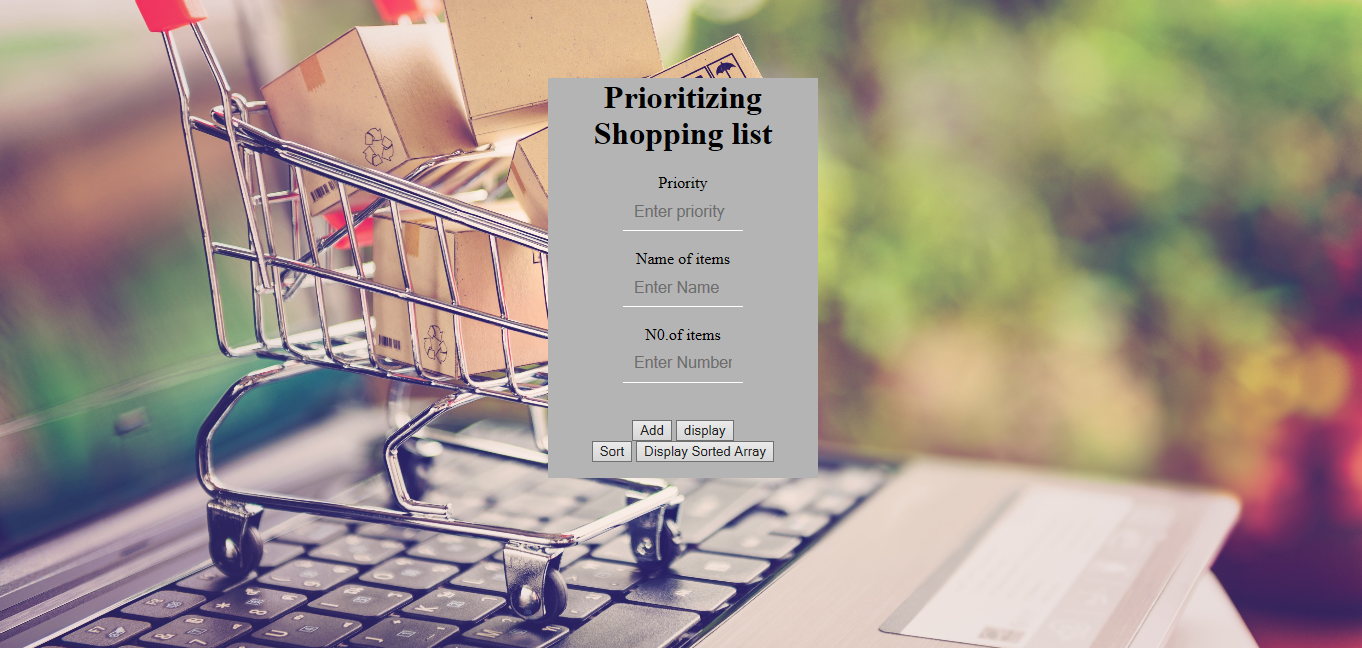 Prioritizing
Shopping list
Priority
Enter priority
Name of items
Enter Name
N0.of items
Enter Number
Add display
Sort Display Sorted Array